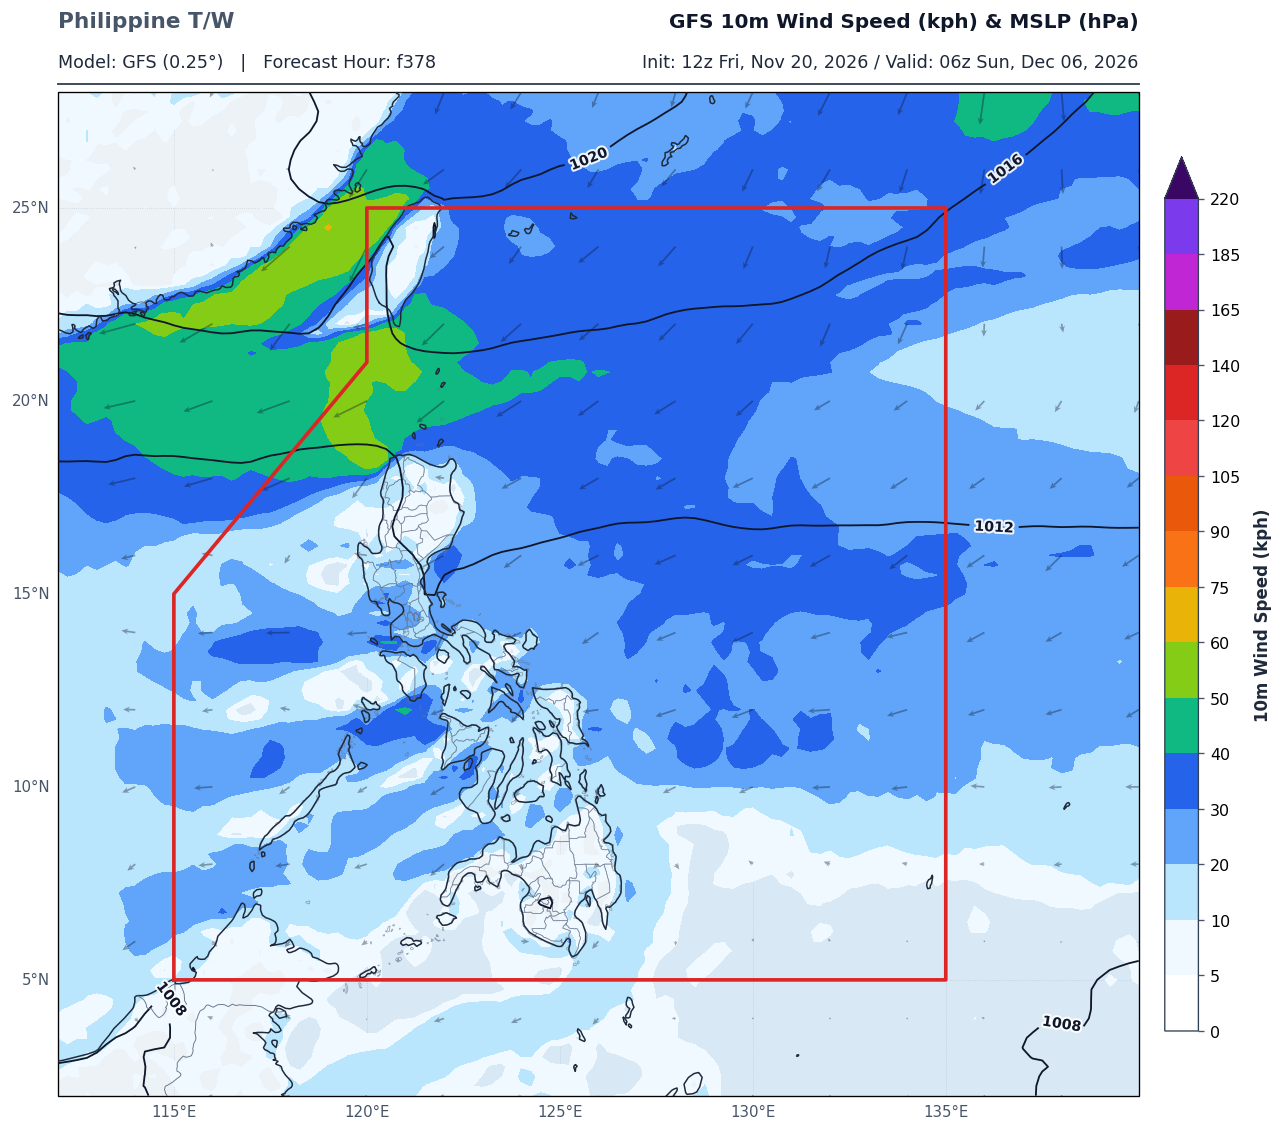 Philippine T/W
GFS 10m Wind Speed (kph) & MSLP (hPa)
Model: GFS (0.25°) | Forecast Hour: f378
Init: 12z Fri, Nov 20, 2026 / Valid: 06z Sun, Dec 06, 2026
1020
1016
1012
1008
1008
25°N
20°N
15°N
10°N
5°N
115°E
120°E
125°E
130°E
135°E
220
185
165
140
120
105
90
75
60
50
40
30
20
10
5
0
10m Wind Speed (kph)